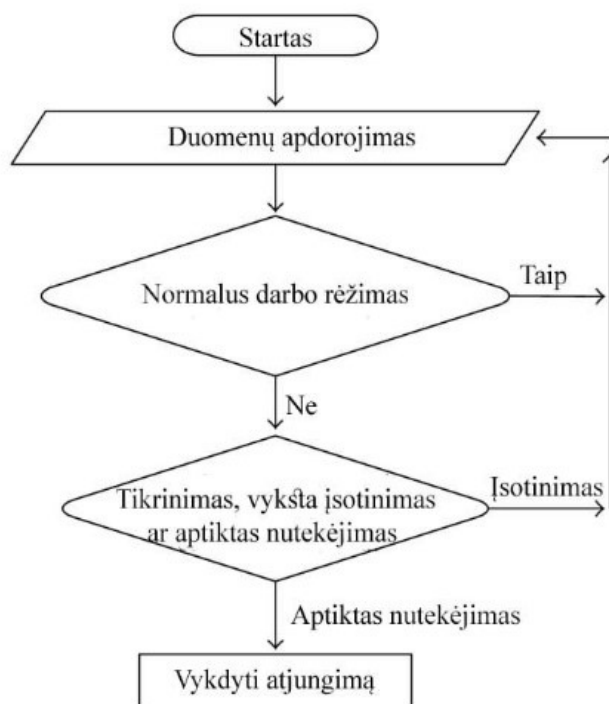 Startas
Duomenų apdorojimas
Normalus darbo rėžimas
Taip
Ne
Tikrinimas, vyksta įsotinimas
ar aptiktas nutekėjimas
Įsotinimas
Aptiktas nutekėjimas
Vykdyti atjungimą